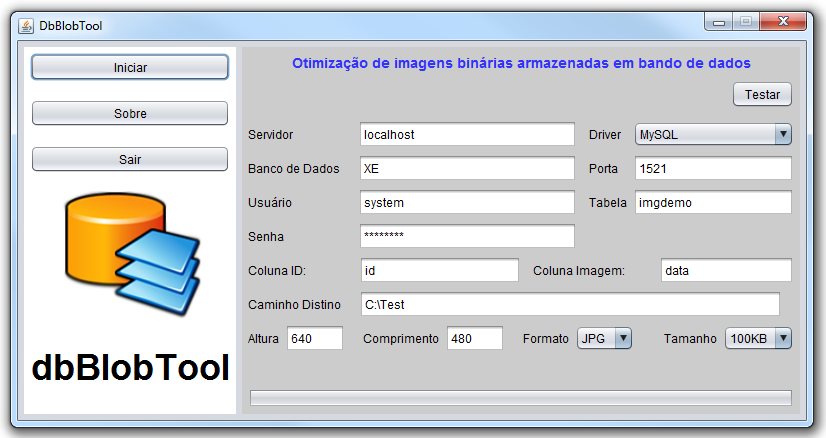 DbBlobTool
Iniciar
Sobre
Sair
dbBlobTool
Otimização de imagens binárias armazenadas em bando de dados
Testar
Servidor localhost Driver MySQL
Banco de Dados XE Porta 1521
Usuário system Tabela imgdemo
Senha ********
Coluna ID: id Coluna Imagem: data
Caminho Distino C:\Test
Altura 640 Comprimento 480 Formato JPG Tamanho 100KB